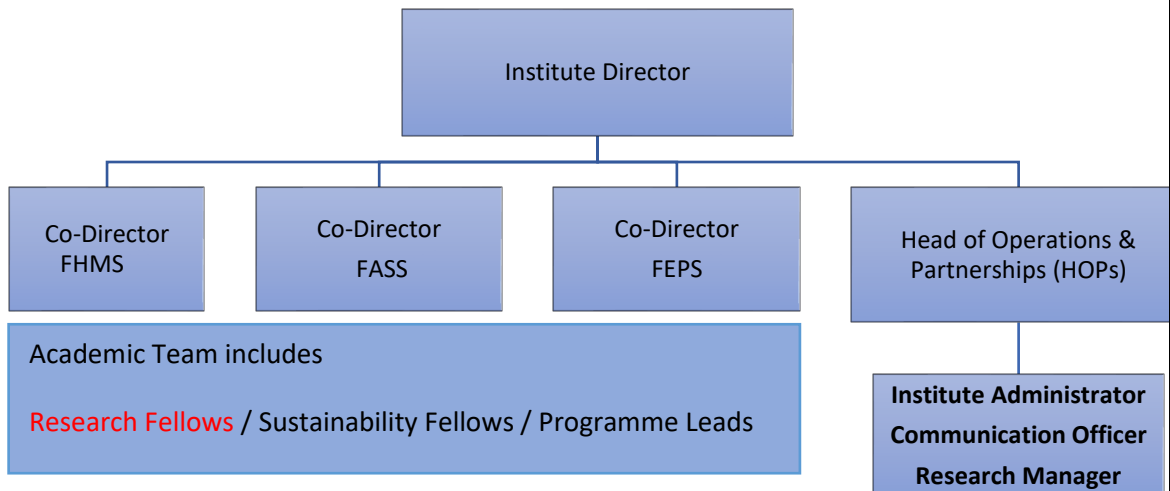 Institute Director
Co-Director
FHMS
Co-Director
FASS
Co-Director
FEPS
Head of Operations &
Partnerships (HOPs)
Academic Team includes
Research Fellows / Sustainability Fellows / Programme Leads
Institute Administrator
Communication Officer
Research Manager